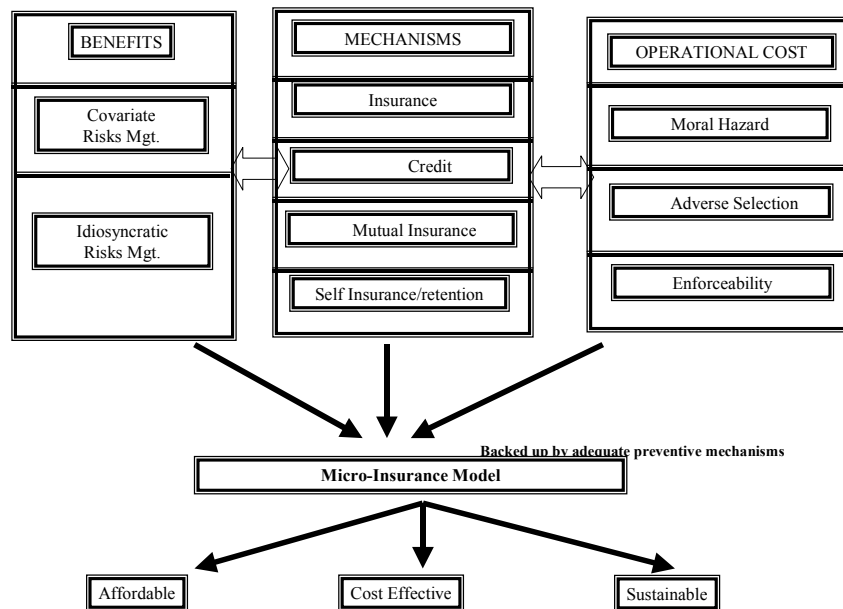 BENEFITS
Covariate
Risks Mgt.
Idiosyncratic
Risks Mgt.
MECHANISMS
Insurance
Credit
Mutual Insurance
Self Insurance/retention
OPERATIONAL COST
Moral Hazard
Adverse Selection
Enforceability
Backed up by adequate preventive mechanisms
Micro-Insurance Model
Affordable
Cost Effective
Sustainable